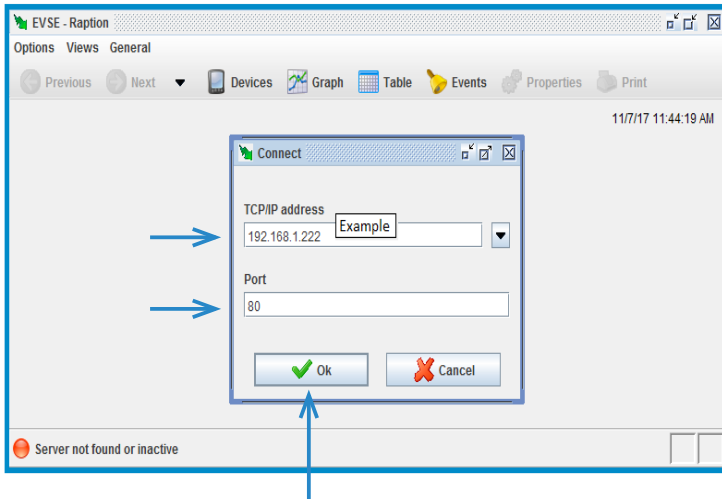 EVSE - Raption
Options Views General
Previous Next Devices Graph Table Events Properties Print
11/7/17 11:44:19 AM
Connect
TCP/IP address
Example
192.168.1.222
Port
80
Ok Cancel
Server not found or inactive